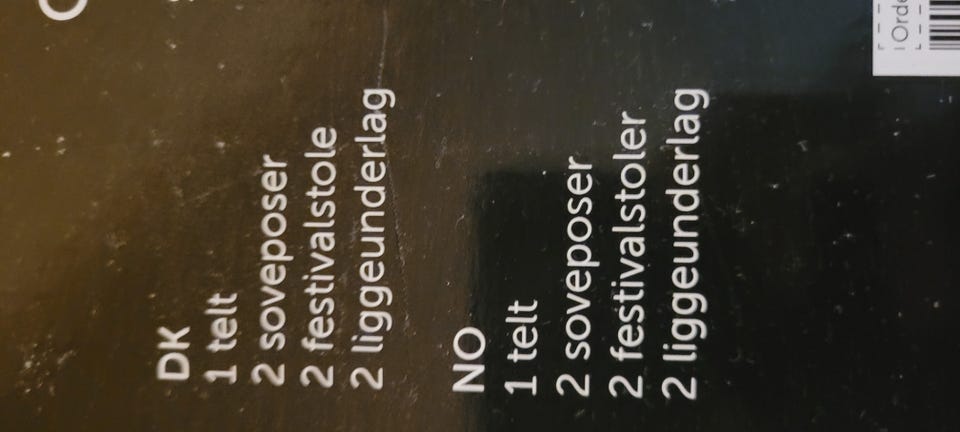 DK
1 telt
2 soveposer
2 festivalstole
2 liggeunderlag
NO
1 telt
2 soveposer
2 festivalstoler
2 liggeunderlag